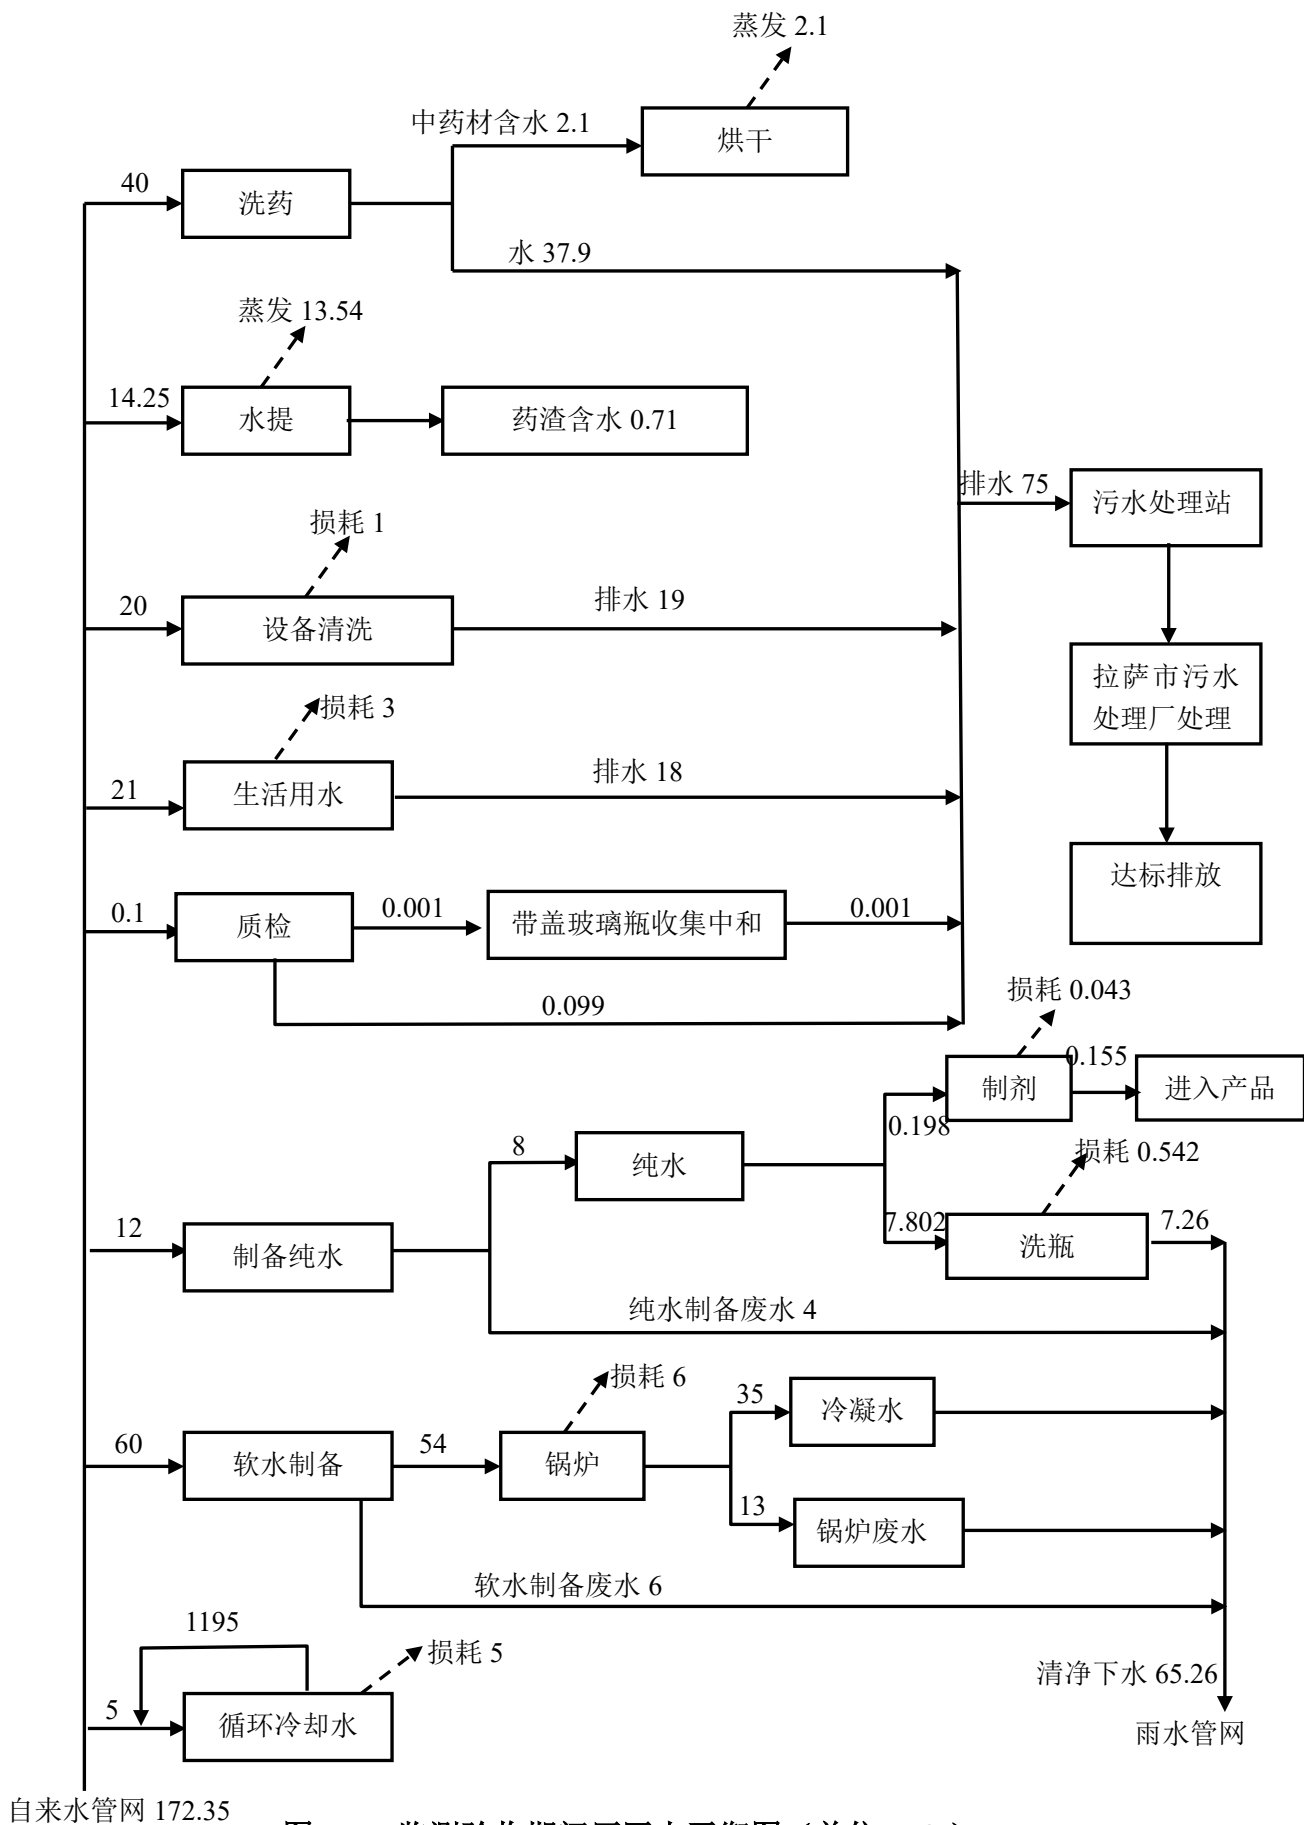 蒸发 2.1
中药材含水 2.1
烘干
40
洗药
水 37.9
蒸发 13.54
14.25
水提
药渣含水 0.71
排水 75
污水处理站
损耗 1
20
设备清洗
排水 19
拉萨市污水
处理厂处理
损耗 3
21
生活用水
排水 18
达标排放
0.1
质检
0.001
带盖玻璃瓶收集中和
0.001
0.099
损耗 0.043
制剂
0.155
进入产品
0.198
8
纯水
损耗 0.542
12
制备纯水
7.802
洗瓶
7.26
纯水制备废水 4
损耗 6
35
冷凝水
60
软水制备
54
锅炉
13
锅炉废水
软水制备废水 6
1195
损耗 5
清净下水 65.26
5
循环冷却水
雨水管网
自来水管网 172.35